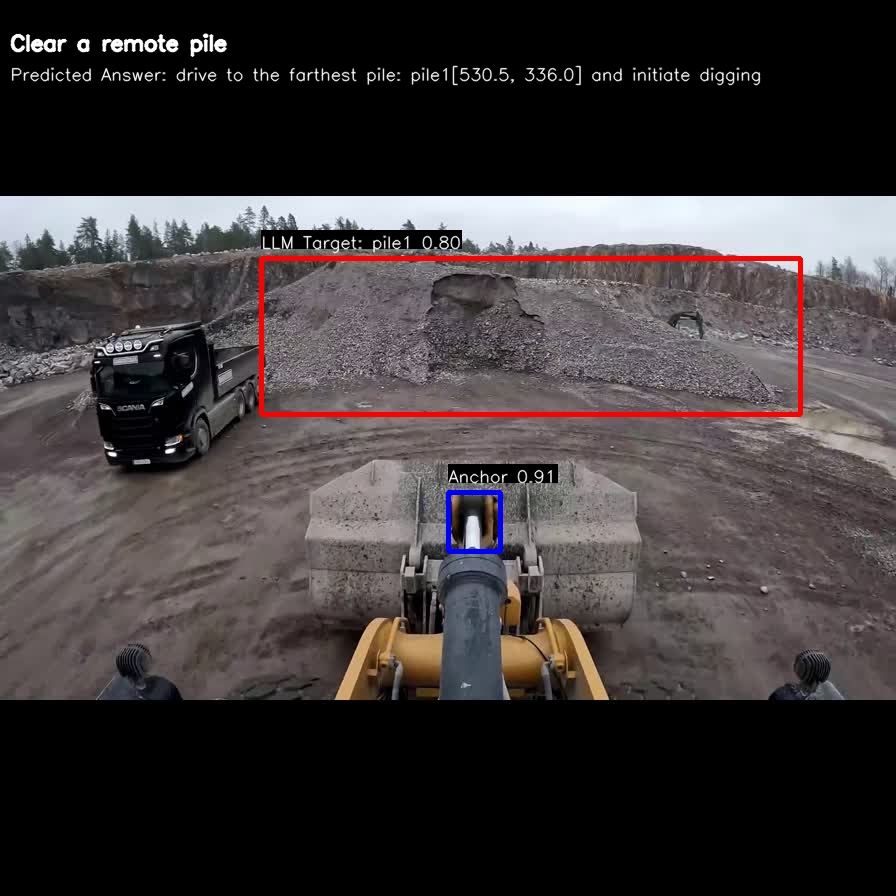 Clear a remote pile
Predicted Answer: drive to the farthest pile: pile1[530.5, 336.0] and initiate digging
LLM Target: pile1 0.80
SCANIA
Anchor 0.91